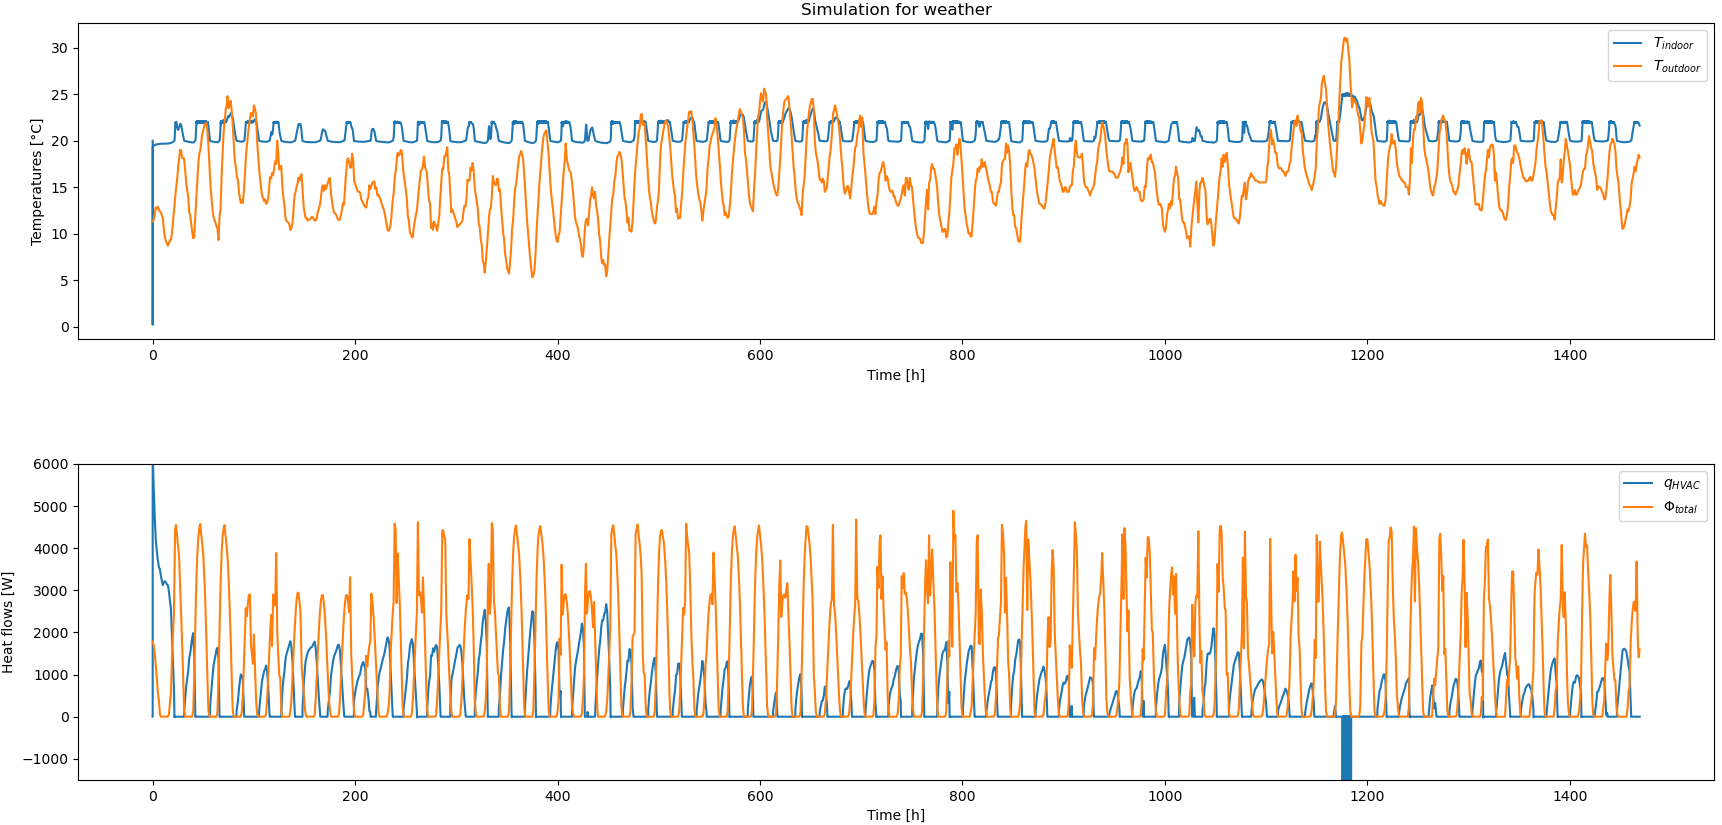 Simulation for weather
Temperatures [°C]
30
25
20
15
10
5
0
T_indoor
T_outdoor
0 200 400 600 800 1000 1200 1400
Time [h]
Heat flows [W]
6000
5000
4000
3000
2000
1000
0
−1000
q_HVAC
Φ_total
0 200 400 600 800 1000 1200 1400
Time [h]